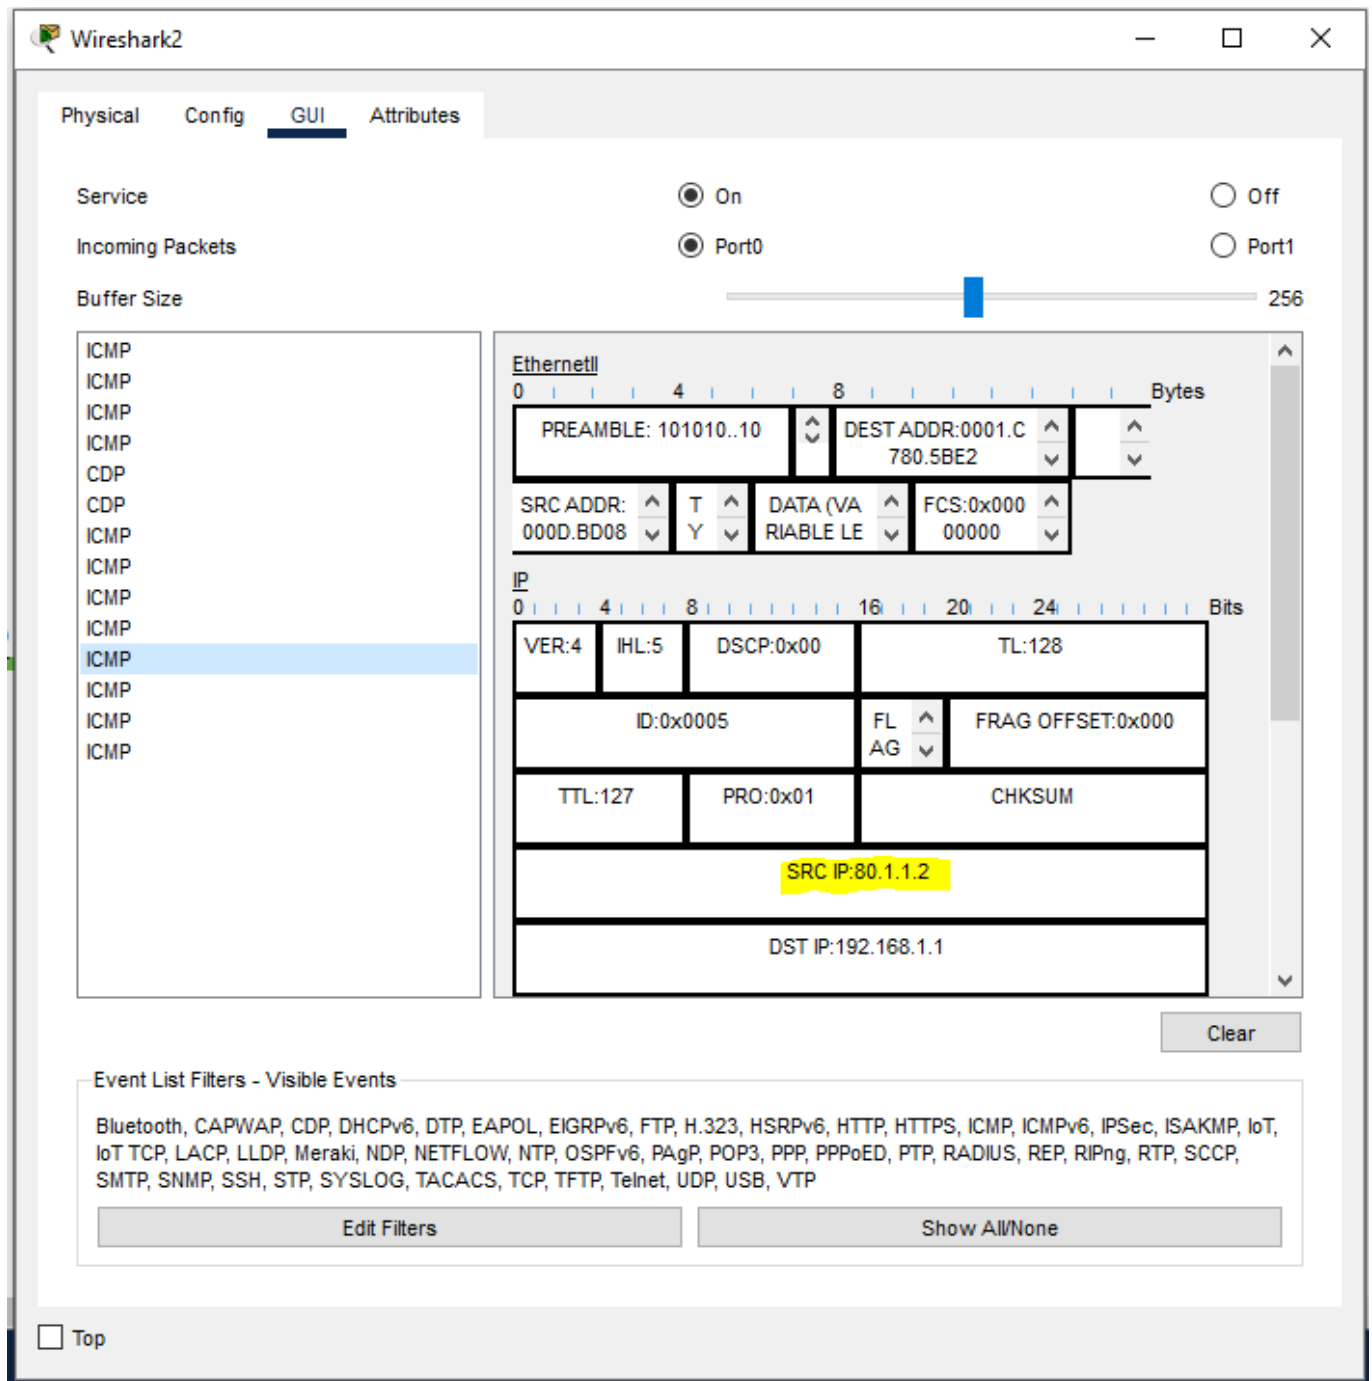 Wireshark2
Physical Config GUI Attributes
Service On Off
Incoming Packets Port0 Port1
Buffer Size 256
ICMP
ICMP
ICMP
ICMP
CDP
CDP
ICMP
ICMP
ICMP
ICMP
ICMP
ICMP
ICMP
ICMP
EthernetII
0 4 8 Bytes
PREAMBLE: 101010..10 DEST ADDR:0001.C
780.5BE2
SRC ADDR: T DATA (VA FCS:0x000
000D.BD08 Y RIABLE LE 00000
IP
0 4 8 16 20 24 Bits
VER:4 IHL:5 DSCP:0x00 TL:128
ID:0x0005 FL FRAG OFFSET:0x000
AG
TTL:127 PRO:0x01 CHKSUM
SRC IP:80.1.1.2
DST IP:192.168.1.1
Clear
Event List Filters - Visible Events
Bluetooth, CAPWAP, CDP, DHCPv6, DTP, EAPOL, EIGRPv6, FTP, H.323, HSRPv6, HTTP, HTTPS, ICMP, ICMPv6, IPSec, ISAKMP, IoT,
IoT TCP, LACP, LLDP, Meraki, NDP, NETFLOW, NTP, OSPFv6, PAgP, POP3, PPP, PPPoED, PTP, RADIUS, REP, RIPng, RTP, SCCP,
SMTP, SNMP, SSH, STP, SYSLOG, TACACS, TCP, TFTP, Telnet, UDP, USB, VTP
Edit Filters Show All/None
Top